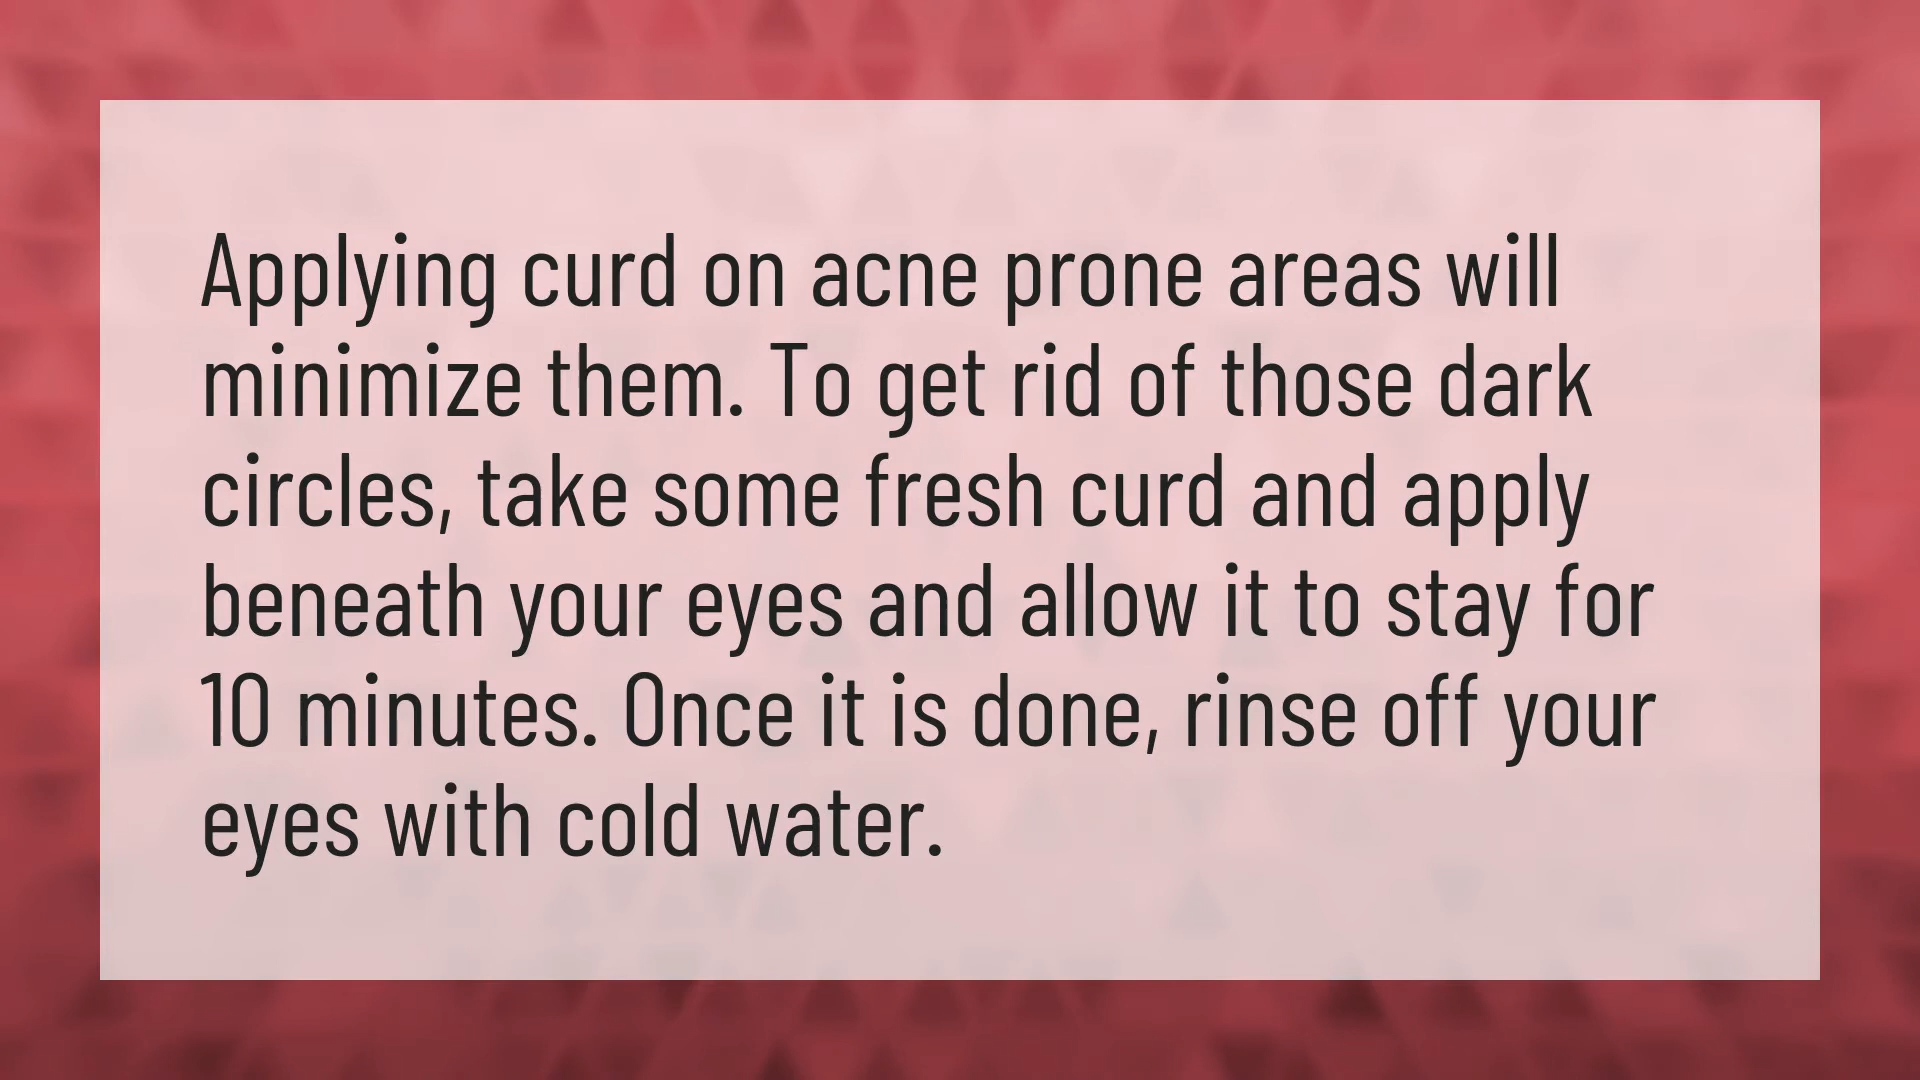 Applying curd on acne prone areas will
minimize them. To get rid of those dark
circles, take some fresh curd and apply
beneath your eyes and allow it to stay for
10 minutes. Once it is done, rinse off your
eyes with cold water.